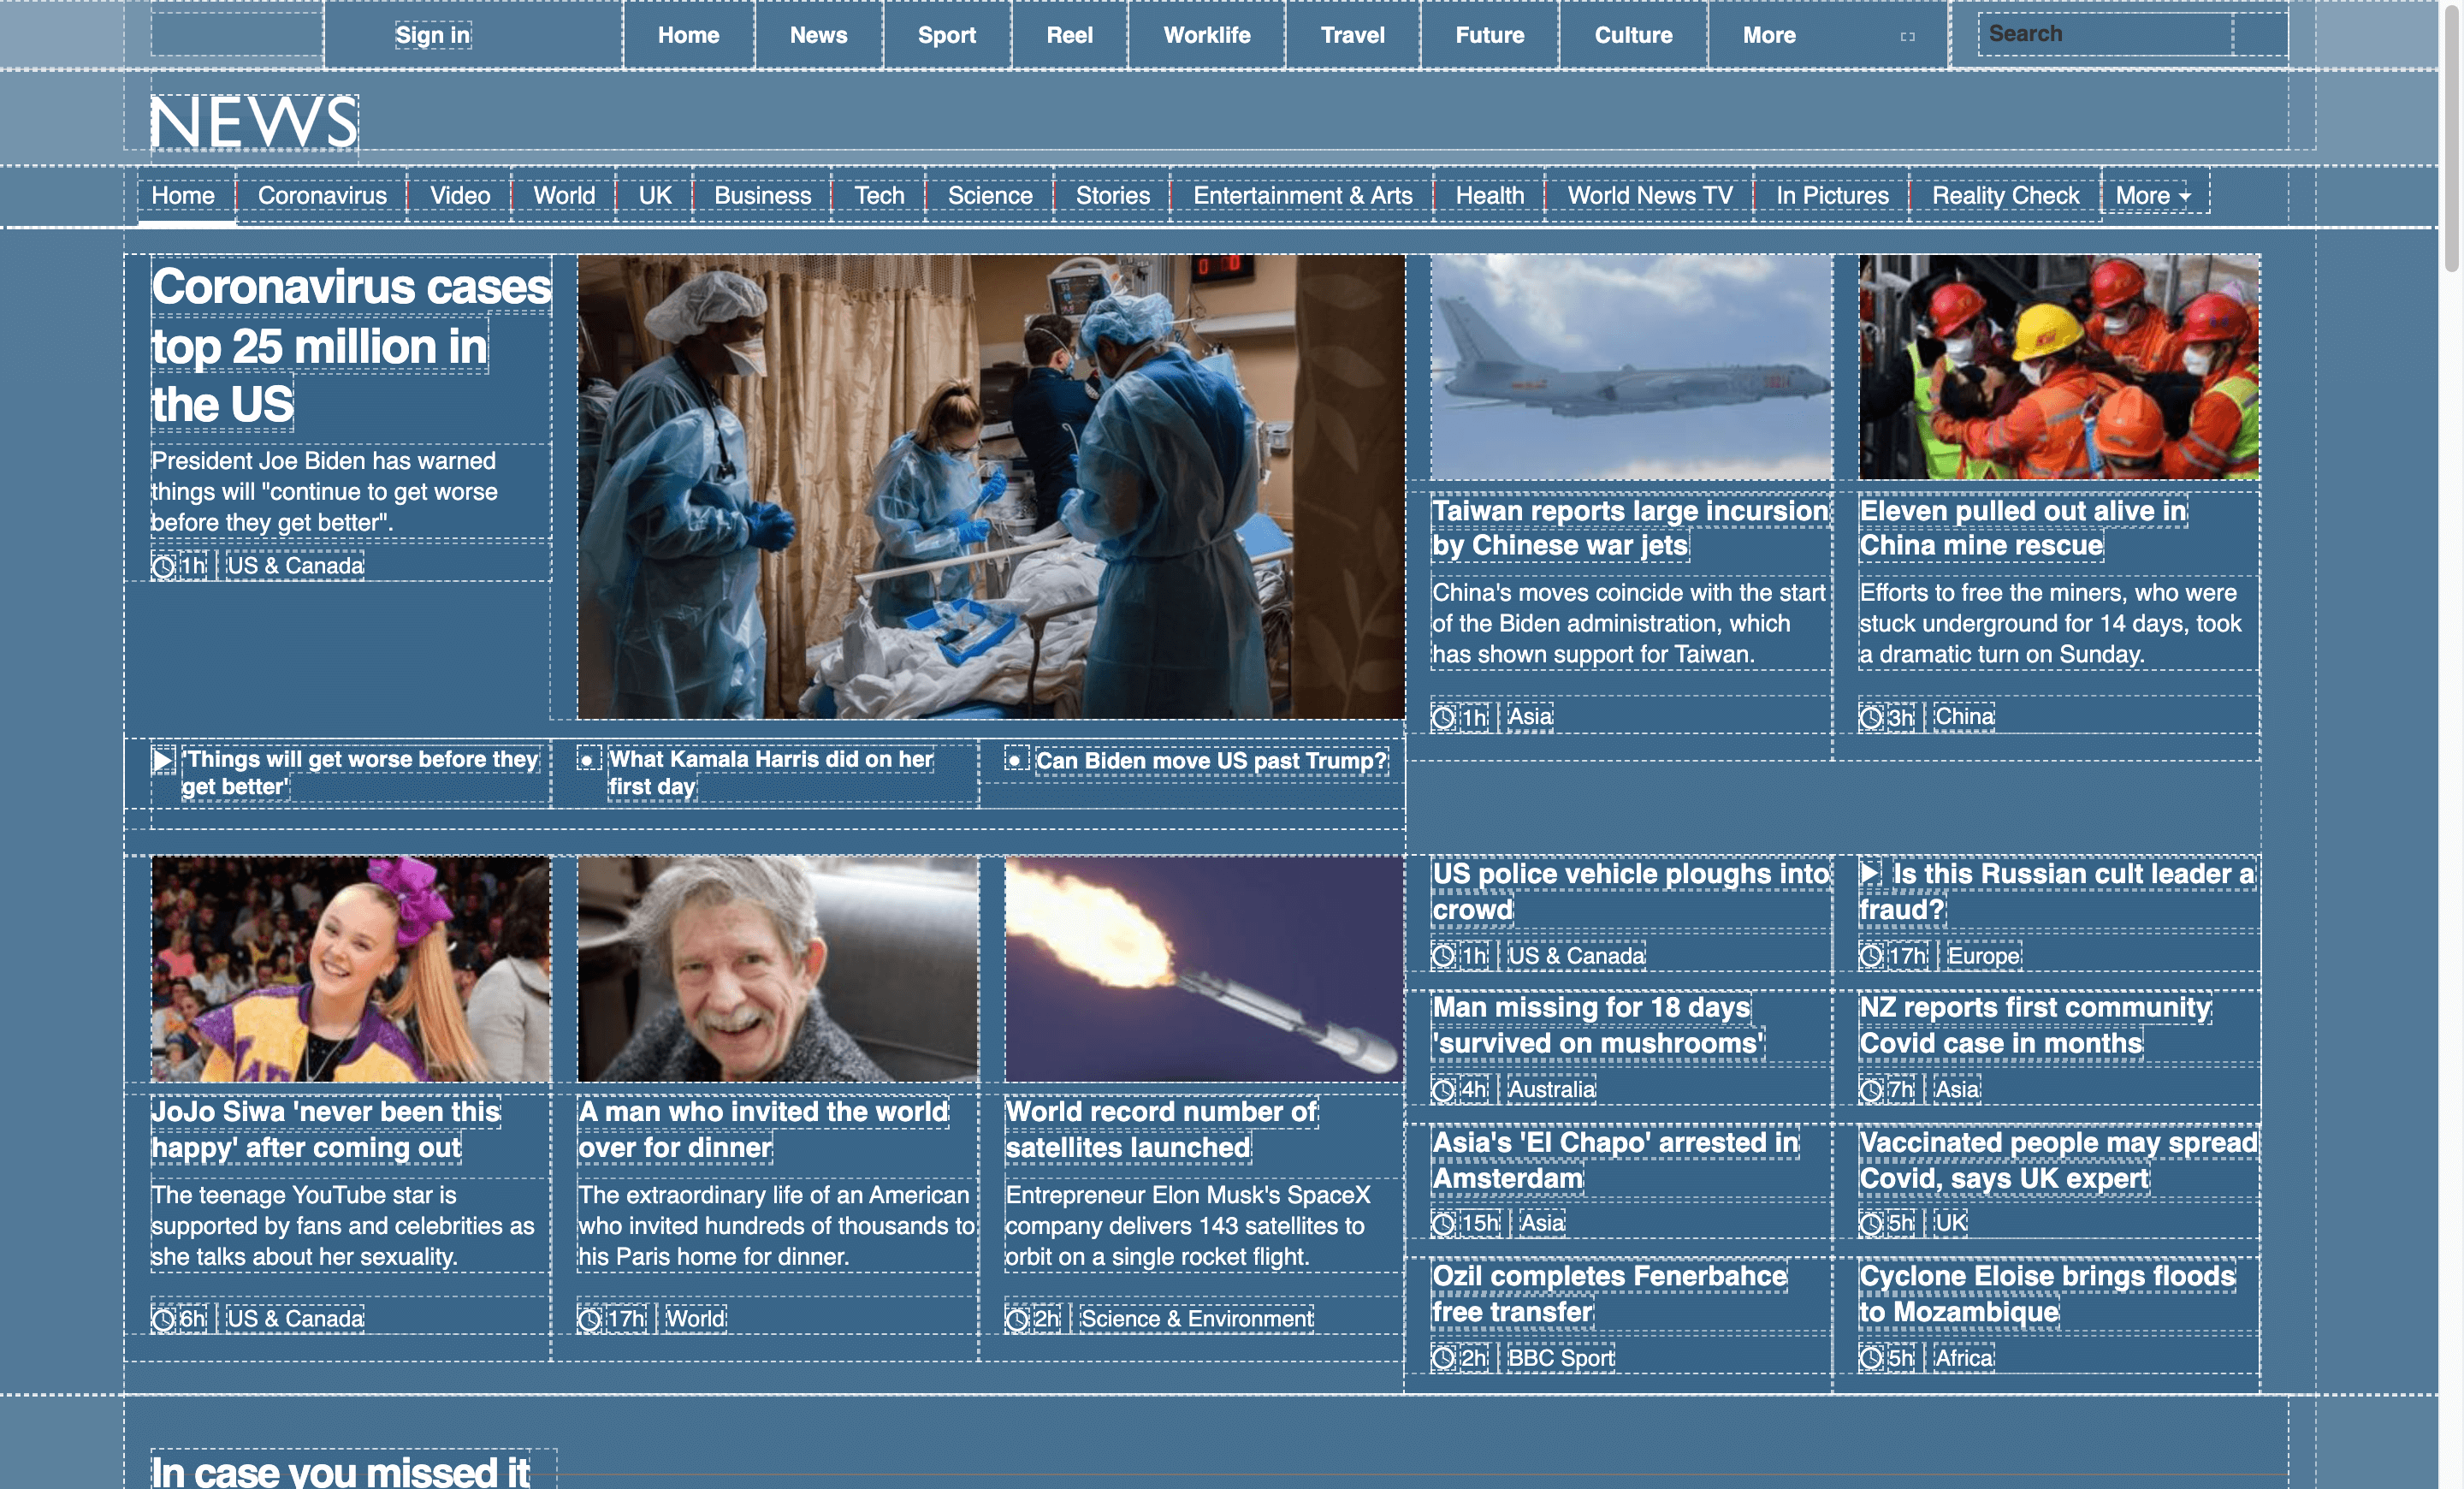 Sign in
Home
News
Sport
Reel
Worklife
Travel
Future
Culture
More
Search
NEWS
Home
Coronavirus
Video
World
UK
Business
Tech
Science
Stories
Entertainment & Arts
Health
World News TV
In Pictures
Reality Check
More
Coronavirus cases
top 25 million in
the US
President Joe Biden has warned
things will "continue to get worse
before they get better".
1h
US & Canada
Taiwan reports large incursion
by Chinese war jets
China's moves coincide with the start
of the Biden administration, which
has shown support for Taiwan.
1h
Asia
Eleven pulled out alive in
China mine rescue
Efforts to free the miners, who were
stuck underground for 14 days, took
a dramatic turn on Sunday.
3h
China
'Things will get worse before they
get better'
What Kamala Harris did on her
first day
Can Biden move US past Trump?
JoJo Siwa 'never been this
happy' after coming out
The teenage YouTube star is
supported by fans and celebrities as
she talks about her sexuality.
6h
US & Canada
A man who invited the world
over for dinner
The extraordinary life of an American
who invited hundreds of thousands to
his Paris home for dinner.
17h
World
World record number of
satellites launched
Entrepreneur Elon Musk's SpaceX
company delivers 143 satellites to
orbit on a single rocket flight.
2h
Science & Environment
US police vehicle ploughs into
crowd
1h
US & Canada
Man missing for 18 days
'survived on mushrooms'
4h
Australia
Asia's 'El Chapo' arrested in
Amsterdam
15h
Asia
Ozil completes Fenerbahce
free transfer
2h
BBC Sport
Is this Russian cult leader a
fraud?
17h
Europe
NZ reports first community
Covid case in months
7h
Asia
Vaccinated people may spread
Covid, says UK expert
5h
UK
Cyclone Eloise brings floods
to Mozambique
5h
Africa
In case you missed it